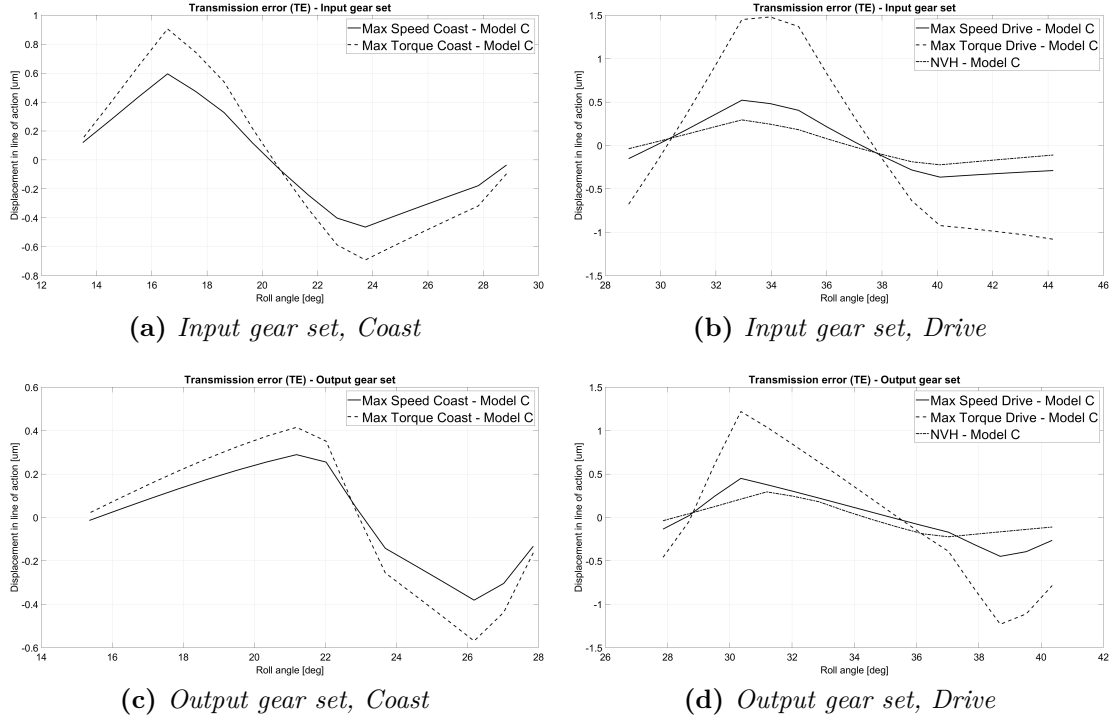 Transmission error (TE) - Input gear set
Displacement in line of action [um]
1
0.8
0.6
0.4
0.2
0
-0.2
-0.4
-0.6
-0.8
12 14 16 18 20 22 24 26 28 30
Roll angle [deg]
Max Speed Coast - Model C
Max Torque Coast - Model C
(a) Input gear set, Coast
Transmission error (TE) - Input gear set
Displacement in line of action [um]
1.5
1
0.5
0
-0.5
-1
-1.5
28 30 32 34 36 38 40 42 44 46
Roll angle [deg]
Max Speed Drive - Model C
Max Torque Drive - Model C
NVH - Model C
(b) Input gear set, Drive
Transmission error (TE) - Output gear set
Displacement in line of action [um]
0.6
0.4
0.2
0
-0.2
-0.4
-0.6
14 16 18 20 22 24 26 28
Roll angle [deg]
Max Speed Coast - Model C
Max Torque Coast - Model C
(c) Output gear set, Coast
Transmission error (TE) - Output gear set
Displacement in line of action [um]
1.5
1
0.5
0
-0.5
-1
-1.5
26 28 30 32 34 36 38 40 42
Roll angle [deg]
Max Speed Drive - Model C
Max Torque Drive - Model C
NVH - Model C
(d) Output gear set, Drive